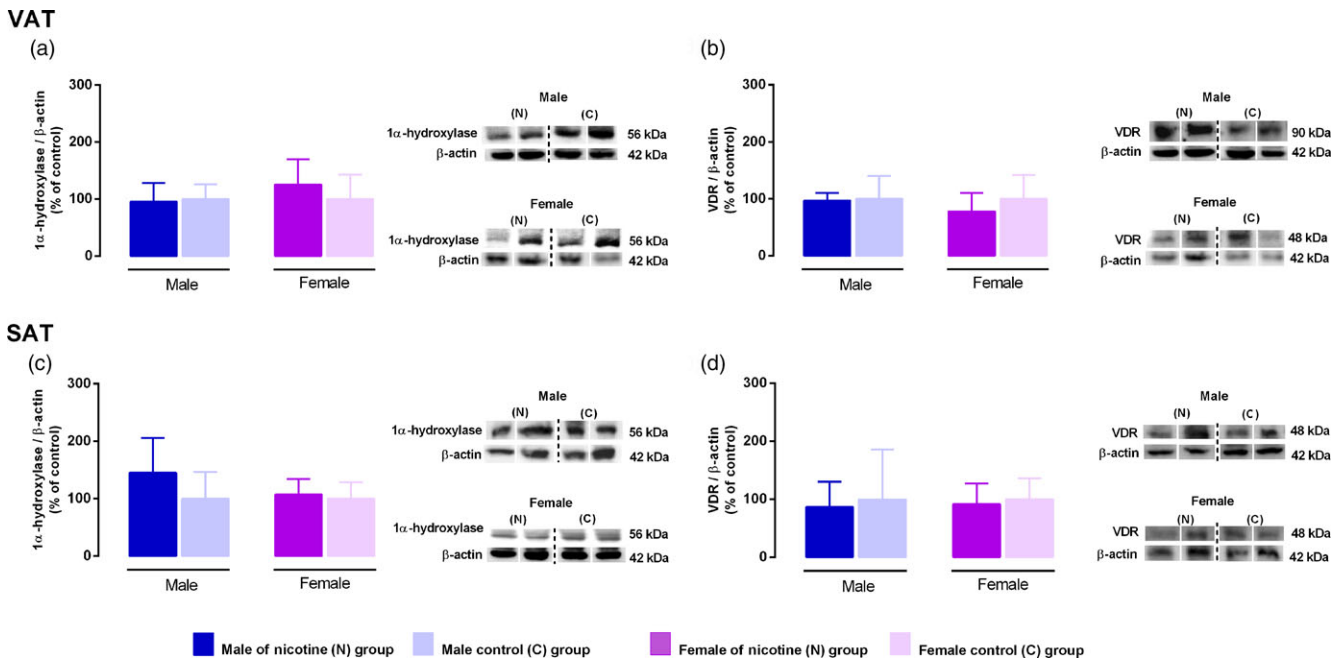 VAT
(a)
300
200
100
0
1α-hydroxylase / β-actin
(% of control)
Male
Female
Male
(N) (C)
1α-hydroxylase 56 kDa
β-actin 42 kDa
Female
(N) (C)
1α-hydroxylase 56 kDa
β-actin 42 kDa
(b)
300
200
100
0
VDR / β-actin
(% of control)
Male
Female
Male
(N) (C)
VDR 90 kDa
β-actin 42 kDa
Female
(N) (C)
VDR 48 kDa
β-actin 42 kDa
SAT
(c)
300
200
100
0
1α-hydroxylase / β-actin
(% of control)
Male
Female
Male
(N) (C)
1α-hydroxylase 56 kDa
β-actin 42 kDa
Female
(N) (C)
1α-hydroxylase 56 kDa
β-actin 42 kDa
(d)
300
200
100
0
VDR / β-actin
(% of control)
Male
Female
Male
(N) (C)
VDR 48 kDa
β-actin 42 kDa
Female
(N) (C)
VDR 48 kDa
β-actin 42 kDa
Male of nicotine (N) group Male control (C) group Female of nicotine (N) group Female control (C) group